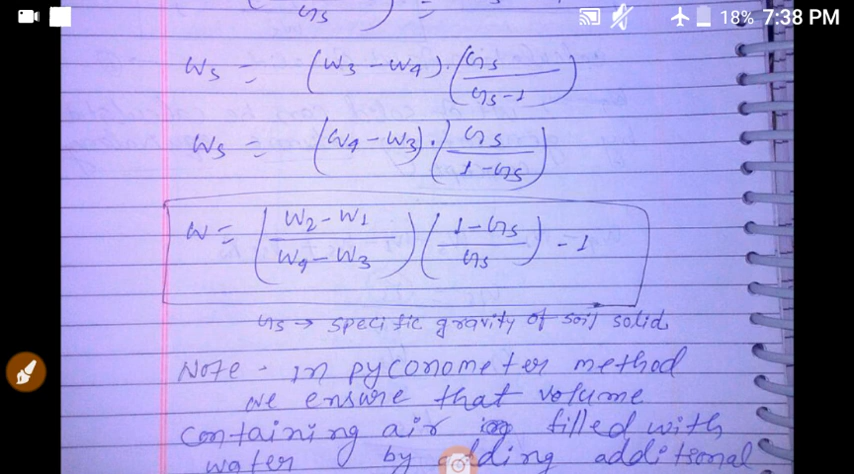 18% 7:38 PM
Gs
Ws = (W3 - W4) . (Gs / Gs - 1)
Ws = (W4 - W3) . (Gs / 1 - Gs)
W = (W2 - W1 / W4 - W3) (1 - Gs / Gs) - 1
Gs → specific gravity of soil solid
Note - In pyconometer method
we ensure that volume
containing air filled with
water by additional